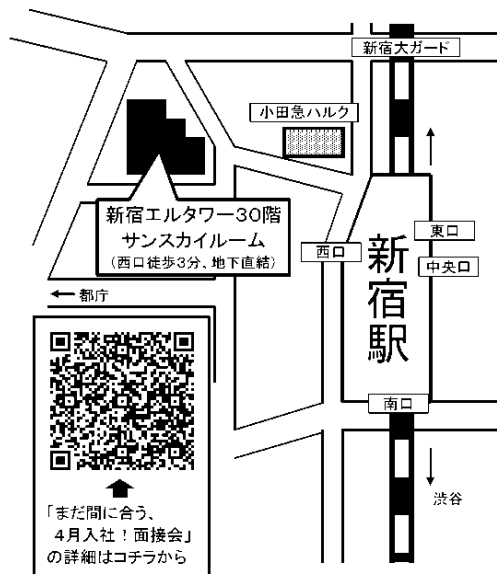 新宿大ガード
小田急ハルク
新宿エルタワー30階
サンスカイルーム
(西口徒歩3分、地下直結)
西口
東口
中央口
新宿駅
←都庁
南口
渋谷
「まだ間に合う、
4月入社!面接会」
の詳細はコチラから